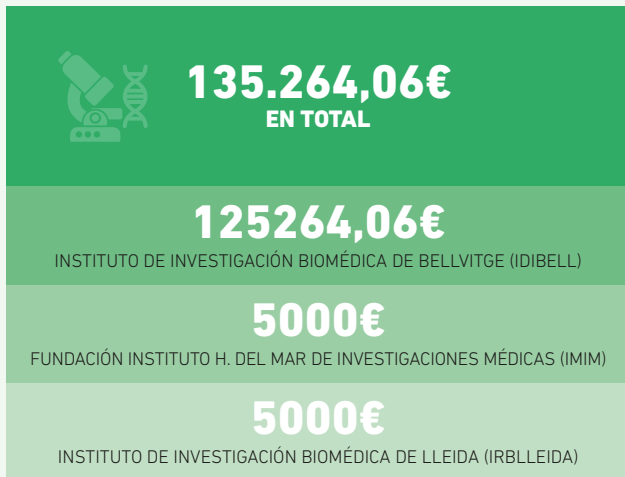 135.264,06€
EN TOTAL
125264,06€
INSTITUTO DE INVESTIGACIÓN BIOMÉDICA DE BELLVITGE (IDIBELL)
5000€
FUNDACIÓN INSTITUTO H. DEL MAR DE INVESTIGACIONES MÉDICAS (IMIM)
5000€
INSTITUTO DE INVESTIGACIÓN BIOMÉDICA DE LLEIDA (IRBLLEIDA)